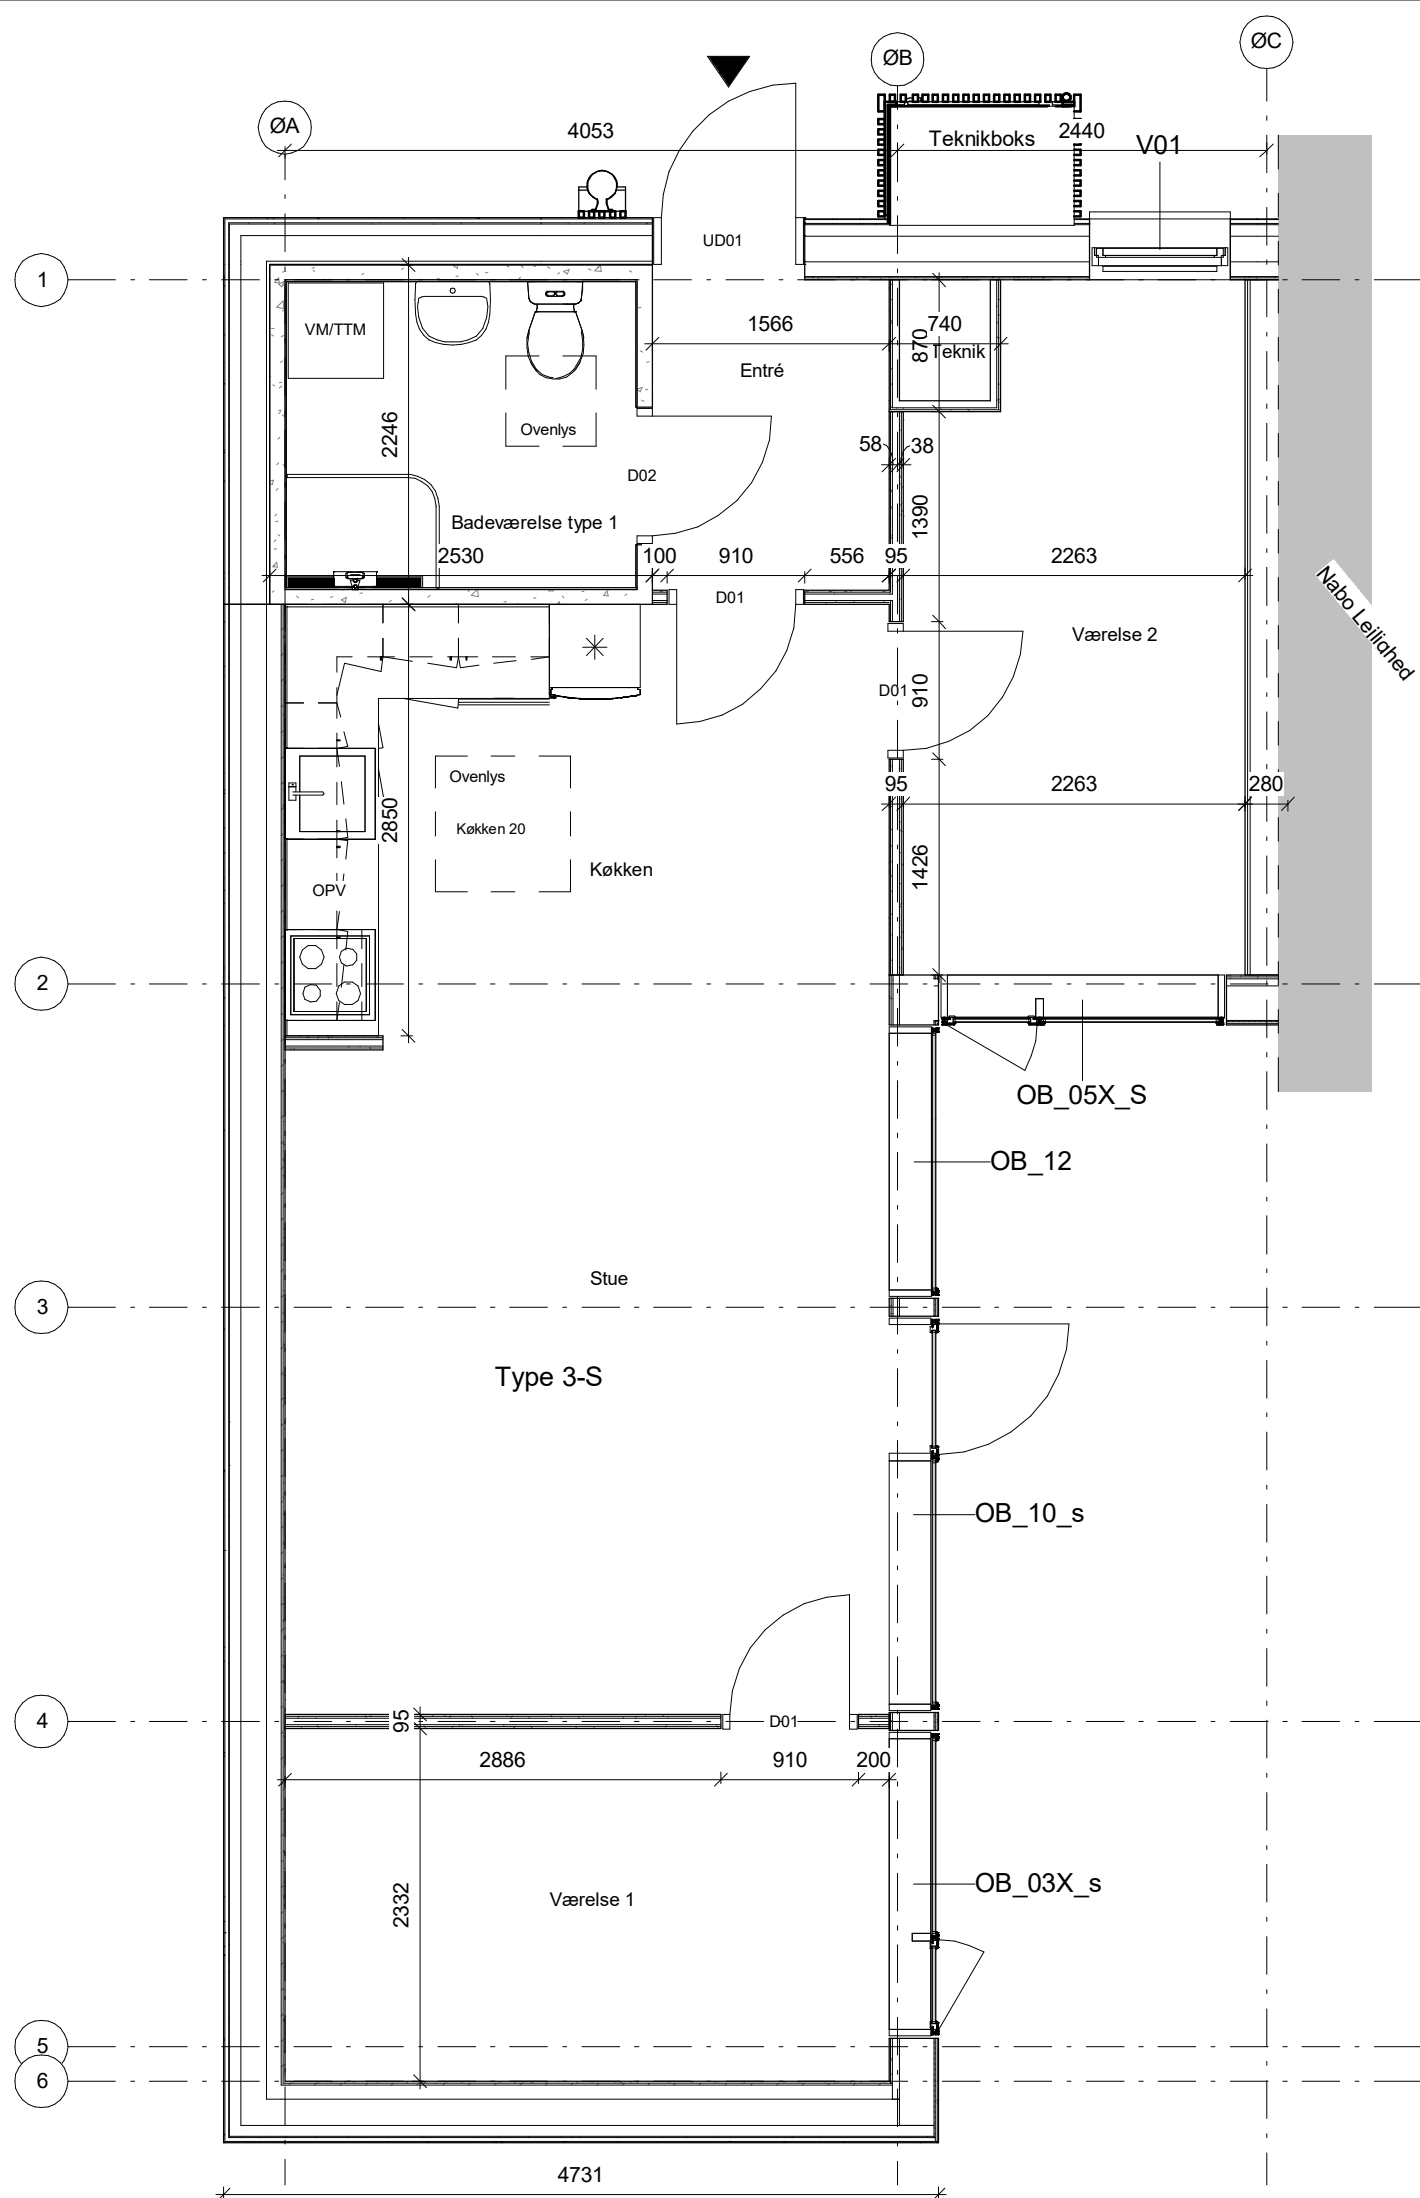 ØC
ØB
ØA
4053
Teknikboks
2440
V01
UD01
1
VM/TTM
1566
740
870
Teknik
Entré
2246
Ovenlys
58
38
D02
1390
Badeværelse type 1
2530
100
910
556
95
2263
D01
Nabo Lejlighed
Værelse 2
D01
910
Ovenlys
95
2263
280
2850
Køkken 20
Køkken
1426
OPV
2
OB_05X_S
OB_12
Stue
3
Type 3-S
OB_10_s
4
95
D01
2886
910
200
OB_03X_s
2332
Værelse 1
5
6
4731